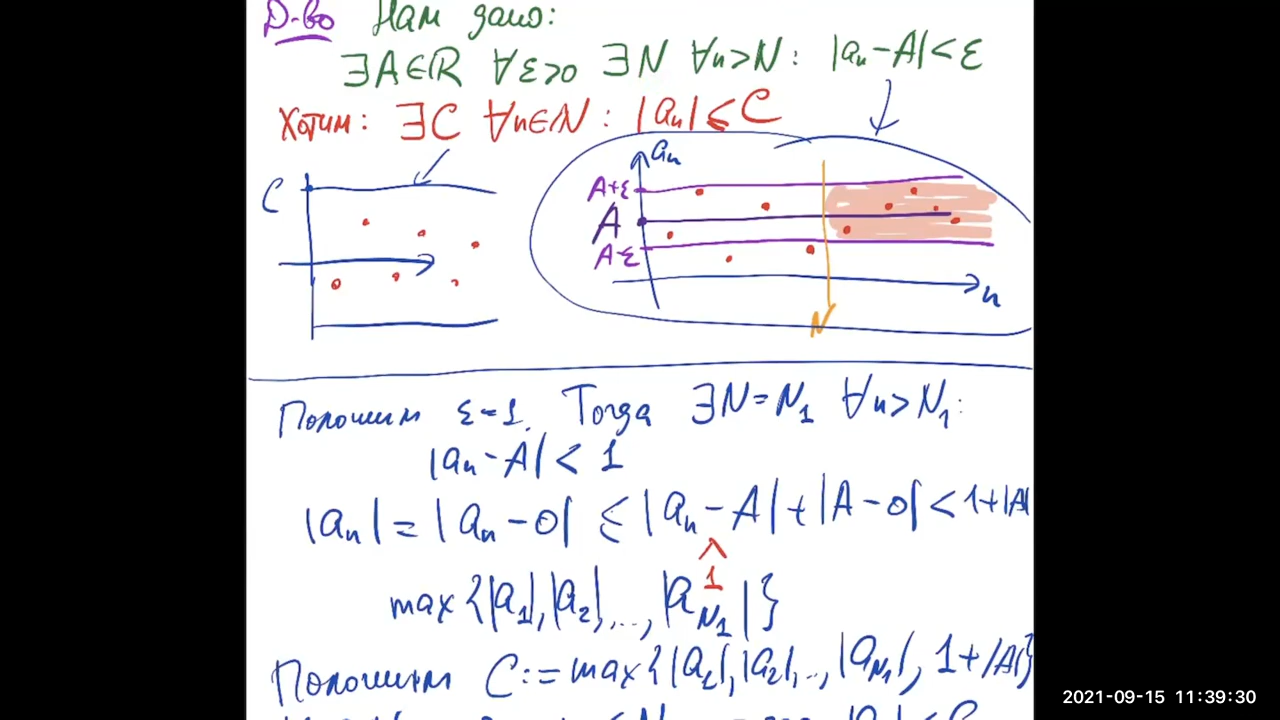 Д-во Нам дано:
∃A∈ℝ ∀ε>0 ∃N ∀n>N: |aₙ-A|<ε
Хотим: ∃C ∀n∈ℕ: |aₙ|≤C
C
aₙ
A+ε
A
A-ε
n
N
Положим ε=1. Тогда ∃N=N₁ ∀n>N₁:
|aₙ-A|<1
|aₙ|=|aₙ-0|≤|aₙ-A|+|A-0|<1+|A|
^
1
max{|a₁|,|a₂|,...,|a_N₁|}
Положим C:=max{|a₁|,|a₂|,..,|a_N₁|,1+|A|}
2021-09-15 11:39:30